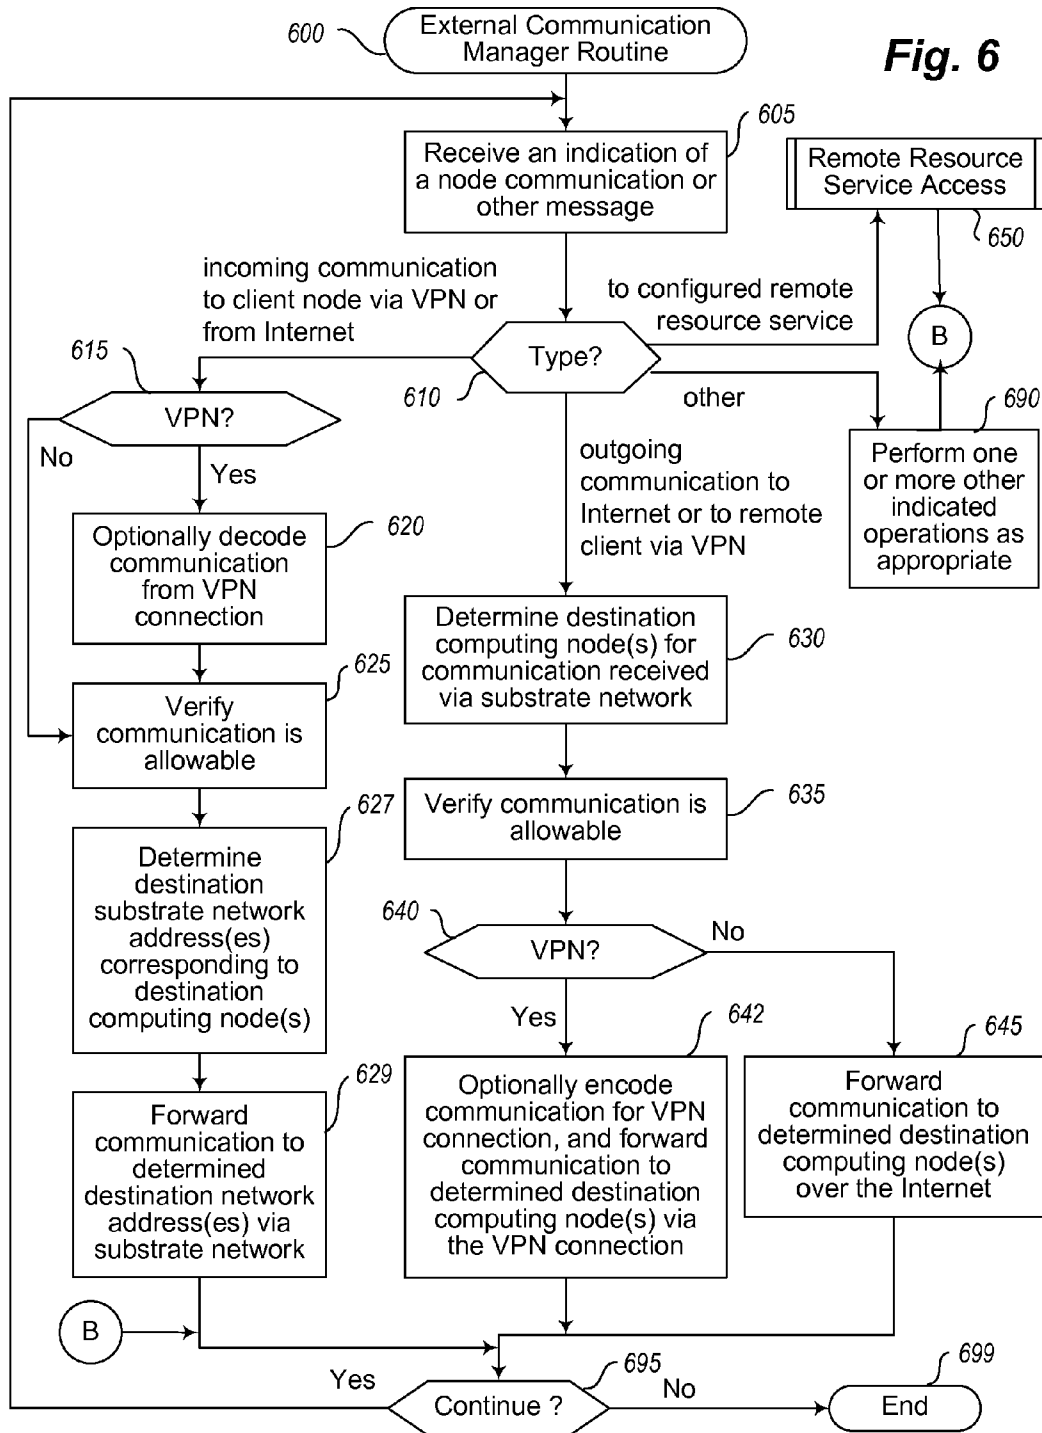 600
External Communication
Manager Routine
Fig. 6
605
Receive an indication of
a node communication or
other message
Remote Resource
Service Access
650
incoming communication
to client node via VPN or
from Internet
to configured remote
resource service
B
615
Type?
610
other
690
VPN?
No
Yes
outgoing
communication to
Internet or to remote
client via VPN
Perform one
or more other
indicated
operations as
appropriate
620
Optionally decode
communication
from VPN
connection
Determine destination
computing node(s) for
communication received
via substrate network
630
625
Verify
communication is
allowable
635
Verify communication is
allowable
627
Determine
destination
substrate network
address(es)
corresponding to
destination
computing node(s)
640
VPN?
No
Yes
642
645
629
Forward
communication to
determined
destination network
address(es) via
substrate network
Optionally encode
communication for VPN
connection, and forward
communication to
determined destination
computing node(s) via
the VPN connection
Forward
communication to
determined destination
computing node(s)
over the Internet
B
Yes
695
Continue ?
No
699
End